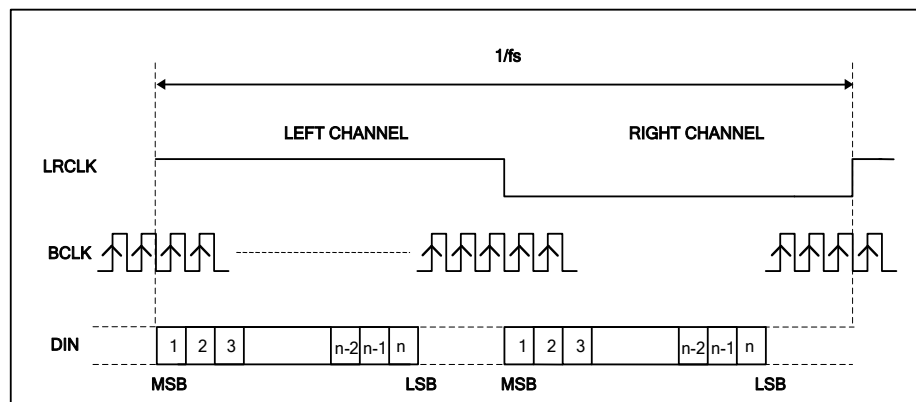 1/fs
LEFT CHANNEL RIGHT CHANNEL
LRCLK
BCLK
DIN 1 2 3 n-2 n-1 n 1 2 3 n-2 n-1 n
MSB LSB MSB LSB